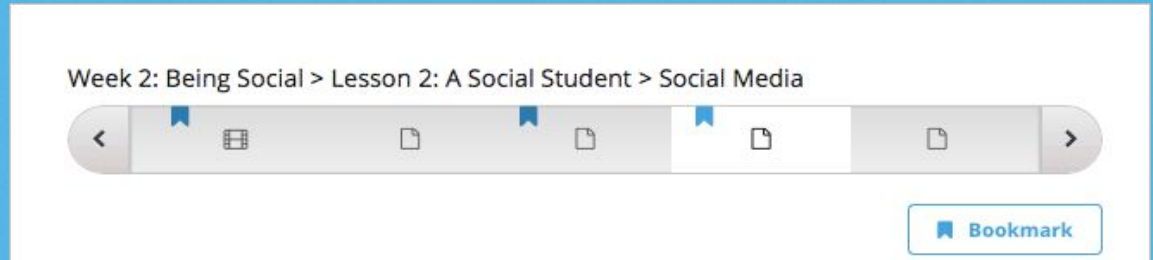 Week 2: Being Social > Lesson 2: A Social Student > Social Media
Bookmark